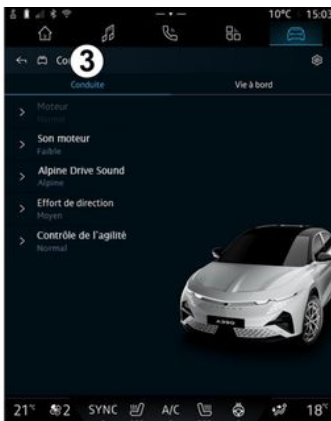 10°C 15:03
Co
3
Conduite
Vie à bord
Moteur
Son moteur
Faible
Alpine Drive Sound
Alpine
Effort de direction
Moyen
Contrôle de l'agilité
Normal
A390
21° 2 SYNC A/C 18°